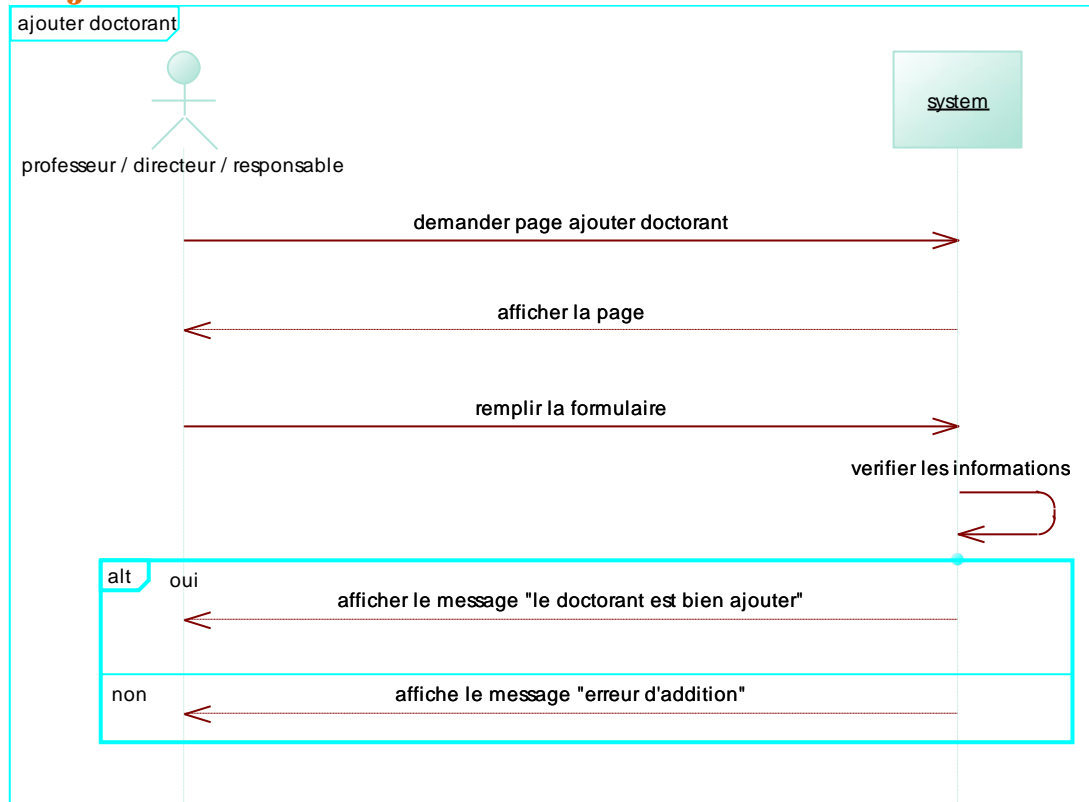 ajouter doctorant
system
professeur / directeur / responsable
demander page ajouter doctorant
afficher la page
remplir la formulaire
verifier les informations
alt
oui
afficher le message "le doctorant est bien ajouter"
non
affiche le message "erreur d'addition"